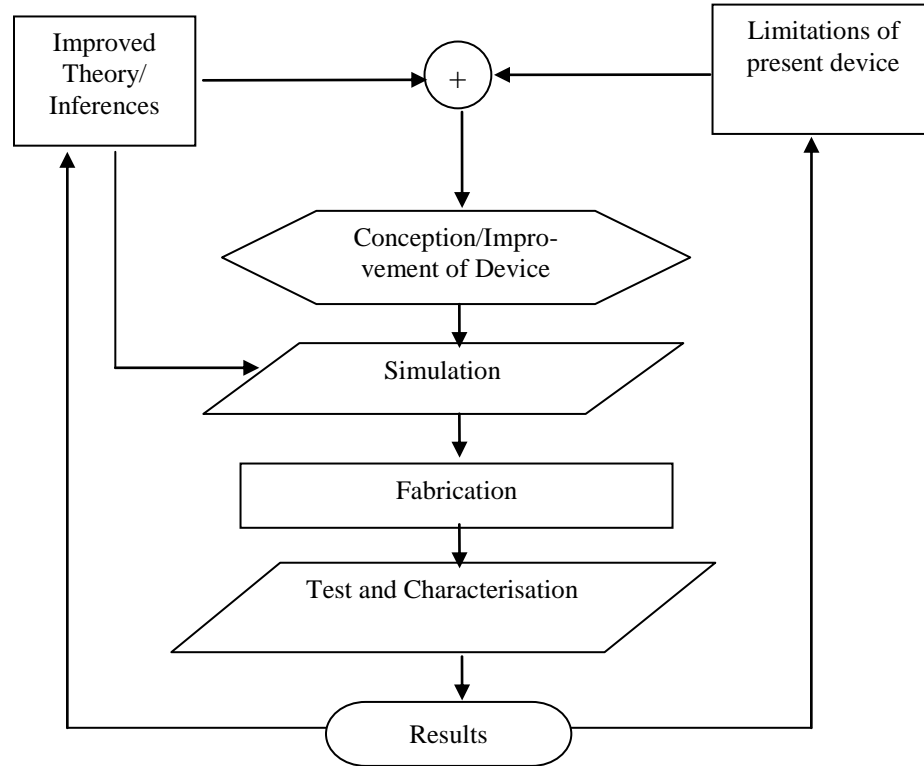 Improved
Theory/
Inferences
+
Limitations of
present device
Conception/Impro-
vement of Device
Simulation
Fabrication
Test and Characterisation
Results